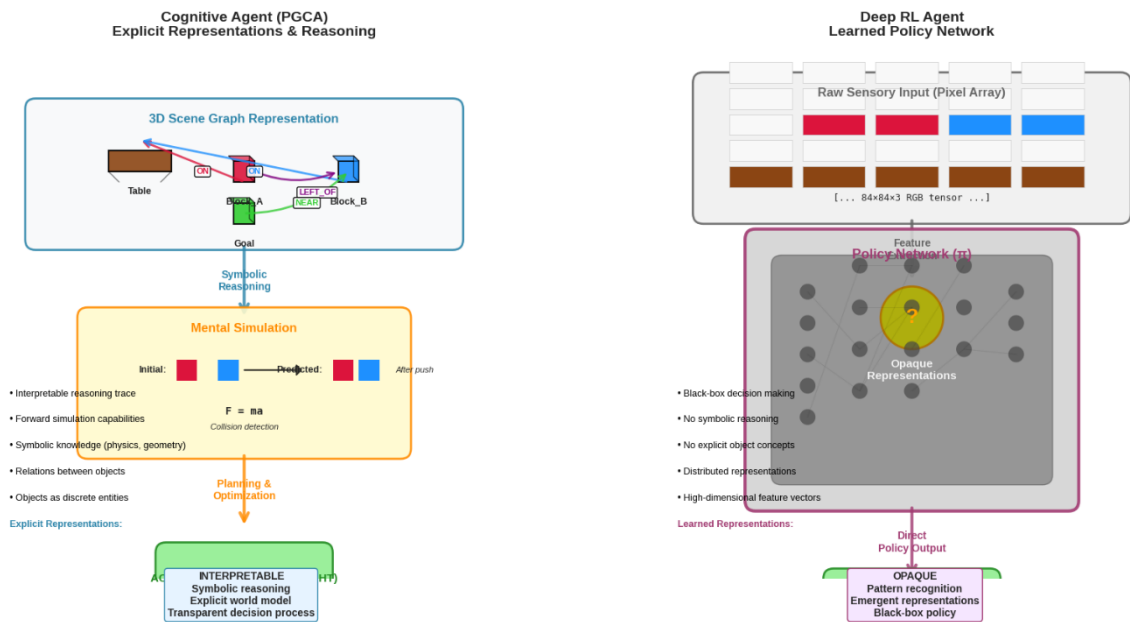 Cognitive Agent (PGCA)
Explicit Representations & Reasoning
3D Scene Graph Representation
ON
ON
Table
LEFT_OF
NEAR
Block_A
Block_B
Goal
Symbolic
Reasoning
Mental Simulation
Initial:
Predicted:
After push
F = ma
Collision detection
• Interpretable reasoning trace
• Forward simulation capabilities
• Symbolic knowledge (physics, geometry)
• Relations between objects
• Objects as discrete entities
Explicit Representations:
Planning &
Optimization
INTERPRETABLE
Symbolic reasoning
Explicit world model
Transparent decision process
Deep RL Agent
Learned Policy Network
Raw Sensory Input (Pixel Array)
[... 84×84×3 RGB tensor ...]
Feature
Policy Network (π)
?
Opaque
Representations
• Black-box decision making
• No symbolic reasoning
• No explicit object concepts
• Distributed representations
• High-dimensional feature vectors
Learned Representations:
Direct
Policy Output
OPAQUE
Pattern recognition
Emergent representations
Black-box policy